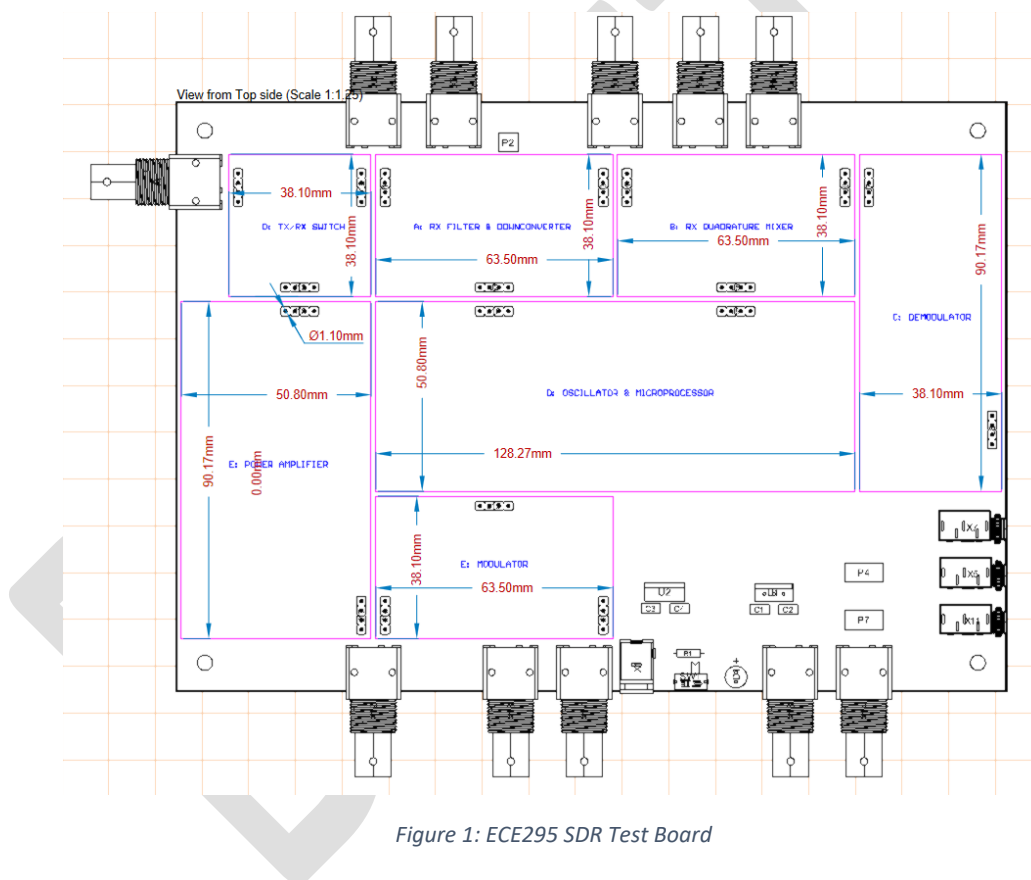 View from Top side (Scale 1:1.25)
P2
38.10mm
38.10mm
D: TX/RX SWITCH
A: RX FILTER & DOWNCONVERTER
38.10mm
63.50mm
B: RX QUADRATURE MIXER
38.10mm
63.50mm
90.17mm
C: DEMODULATOR
38.10mm
Ø1.10mm
50.80mm
50.80mm
OSCILLATOR & MICROPROCESSOR
128.27mm
E: POWER AMPLIFIER
90.17mm
0.00mm
E: MODULATOR
38.10mm
63.50mm
U2
C3
C1
C2
P4
P7
Figure 1: ECE295 SDR Test Board